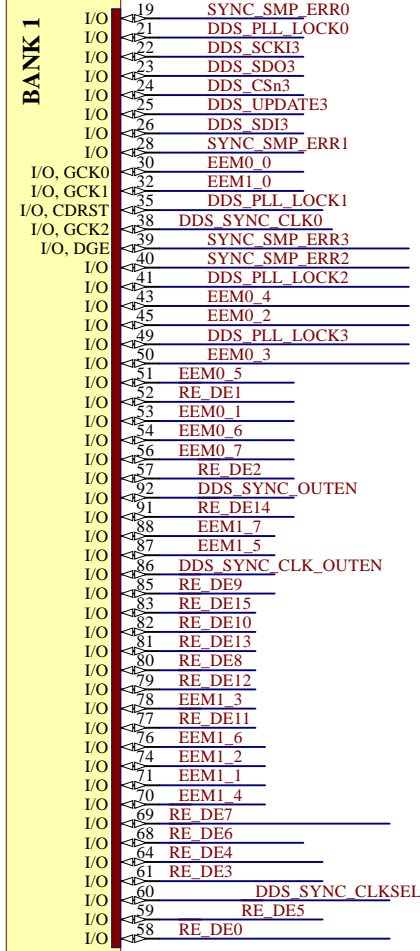 BANK 1
I/O 19 SYNC_SMP_ERR0
I/O 21 DDS_PLL_LOCK0
I/O 22 DDS_SCKI3
I/O 23 DDS_SDO3
I/O 24 DDS_CSn3
I/O 25 DDS_UPDATE3
I/O 26 DDS_SDI3
I/O 28 SYNC_SMP_ERR1
I/O, GCK0 30 EEM0_0
I/O, GCK1 32 EEM1_0
I/O, CDRST 35 DDS_PLL_LOCK1
I/O, GCK2 38 DDS_SYNC_CLK0
I/O, DGE 39 SYNC_SMP_ERR3
I/O 40 SYNC_SMP_ERR2
I/O 41 DDS_PLL_LOCK2
I/O 43 EEM0_4
I/O 45 EEM0_2
I/O 49 DDS_PLL_LOCK3
I/O 50 EEM0_3
I/O 51 EEM0_5
I/O 52 RE_DE1
I/O 53 EEM0_1
I/O 54 EEM0_6
I/O 56 EEM0_7
I/O 57 RE_DE2
I/O 92 DDS_SYNC_OUTEN
I/O 91 RE_DE14
I/O 88 EEM1_7
I/O 87 EEM1_5
I/O 86 DDS_SYNC_CLK_OUTEN
I/O 85 RE_DE9
I/O 83 RE_DE15
I/O 82 RE_DE10
I/O 81 RE_DE13
I/O 80 RE_DE8
I/O 79 RE_DE12
I/O 78 EEM1_3
I/O 77 RE_DE11
I/O 76 EEM1_6
I/O 74 EEM1_2
I/O 71 EEM1_1
I/O 70 EEM1_4
I/O 69 RE_DE7
I/O 68 RE_DE6
I/O 64 RE_DE4
I/O 61 RE_DE3
I/O 60 DDS_SYNC_CLKSEL
I/O 59 RE_DE5
I/O 58 RE_DE0